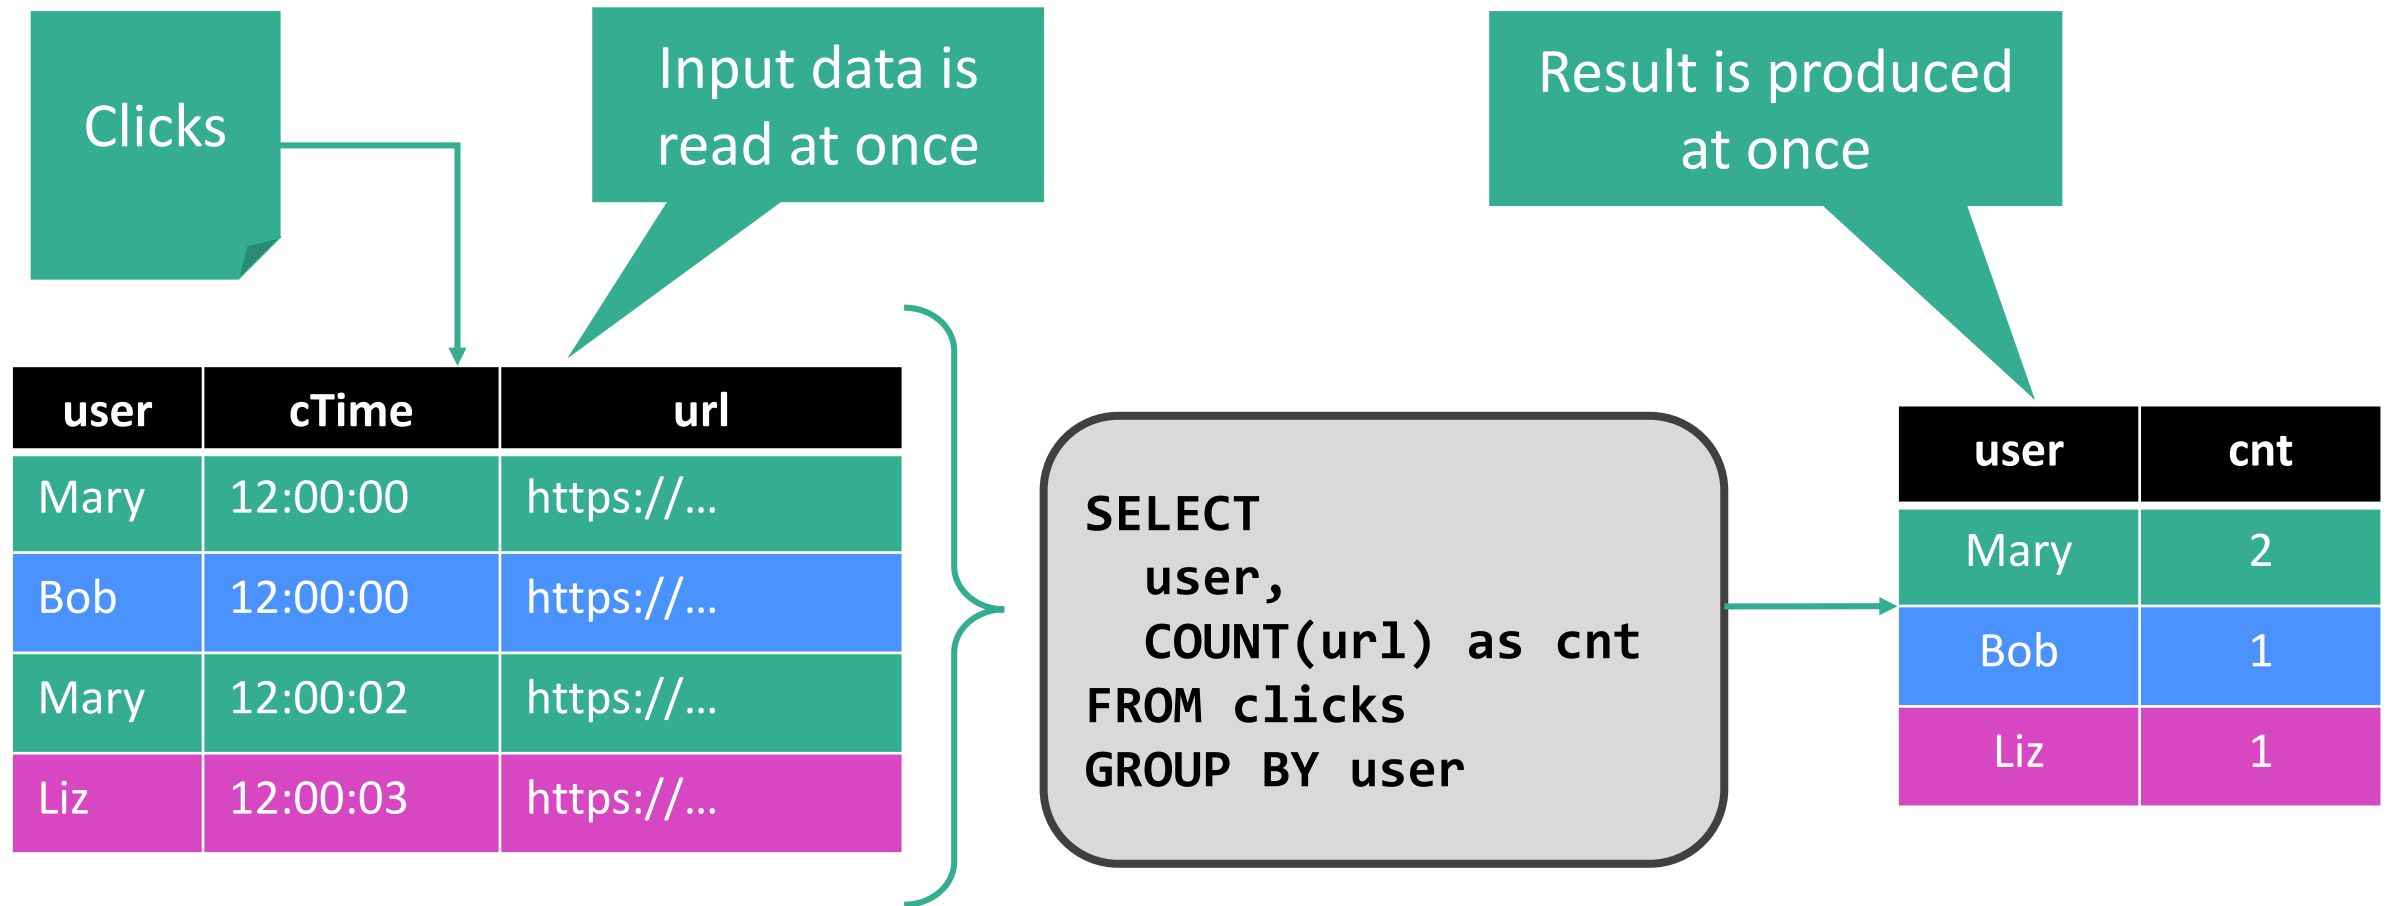 Clicks
Input data is
read at once
Result is produced
at once
user cTime url
Mary 12:00:00 https://...
Bob 12:00:00 https://...
Mary 12:00:02 https://...
Liz 12:00:03 https://...
SELECT
user,
COUNT(url) as cnt
FROM clicks
GROUP BY user
user cnt
Mary 2
Bob 1
Liz 1